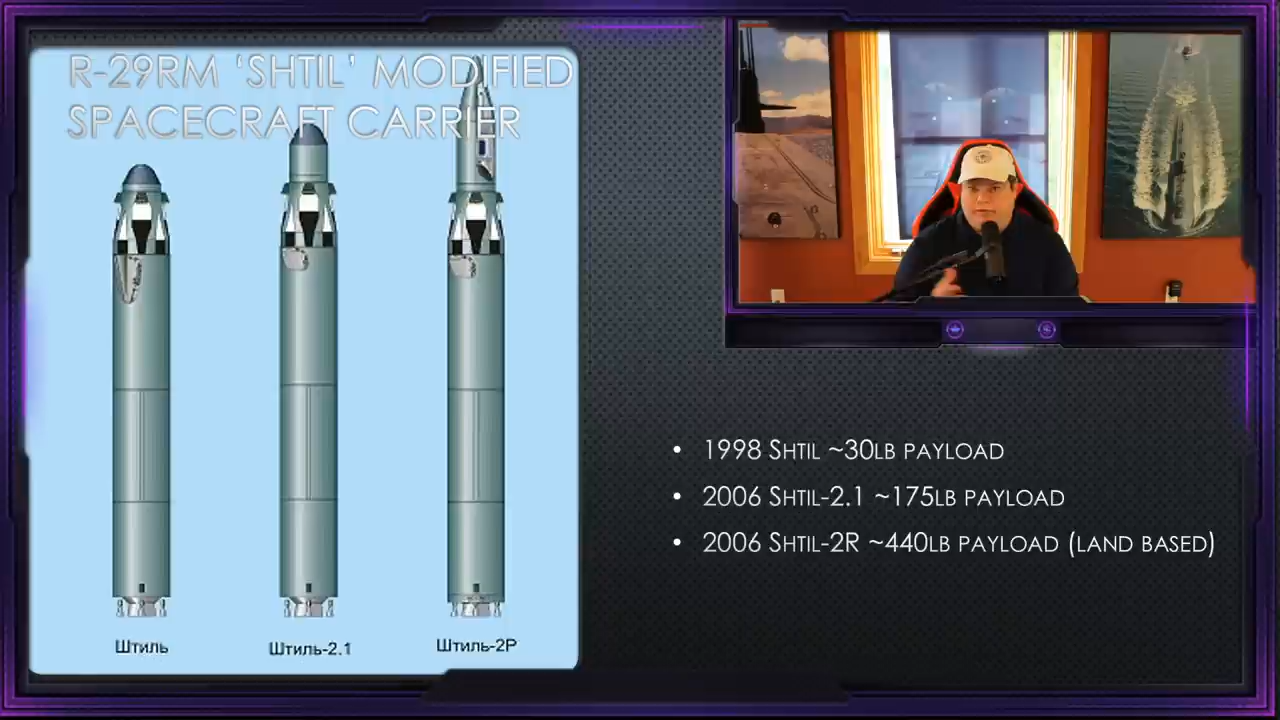 R-29RM ‘SHTIL’ MODIFIED
SPACECRAFT CARRIER
Штиль
Штиль-2.1
Штиль-2Р
• 1998 SHTIL ~30LB PAYLOAD
• 2006 SHTIL-2.1 ~175LB PAYLOAD
• 2006 SHTIL-2R ~440LB PAYLOAD (LAND BASED)